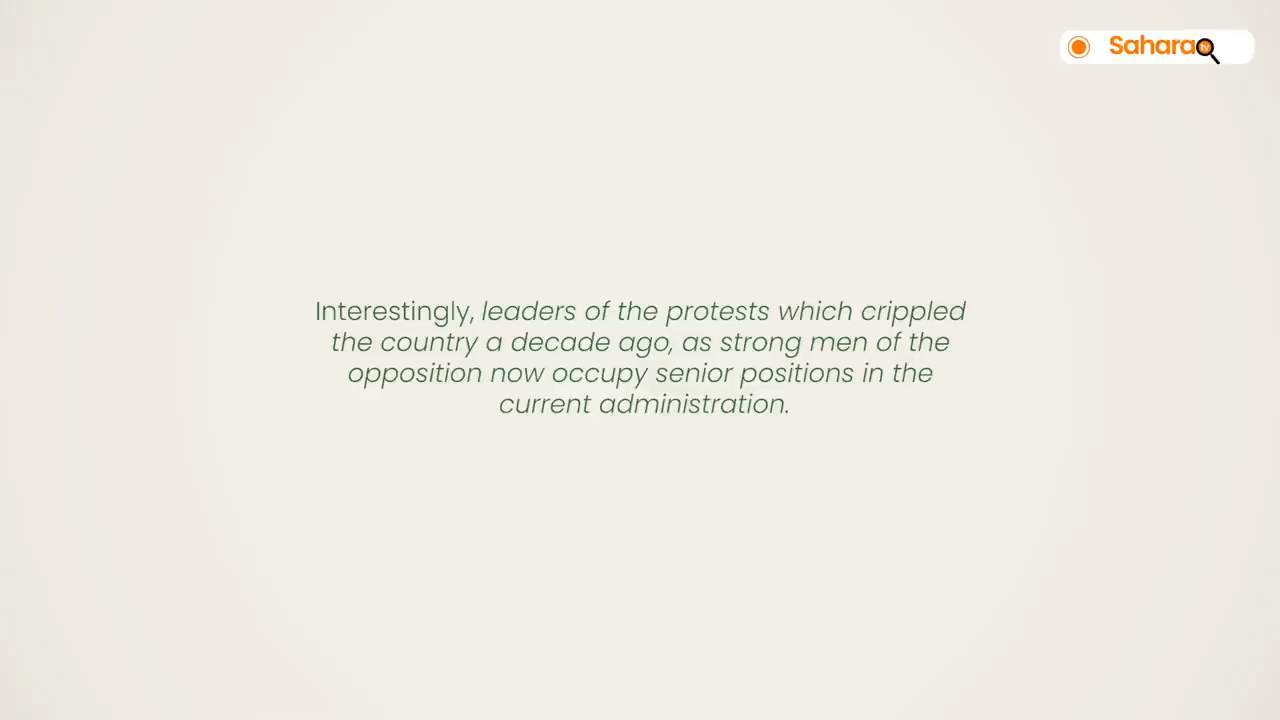 Sahara tv
Interestingly, leaders of the protests which crippled
the country a decade ago, as strong men of the
opposition now occupy senior positions in the
current administration.